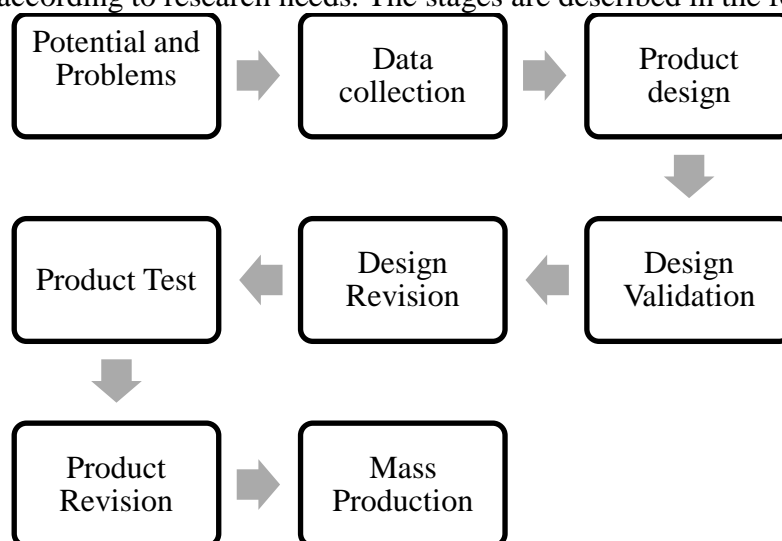 according to research needs. The stages are described in the
Potential and
Problems
Data
collection
Product
design
Design
Validation
Design
Revision
Product Test
Product
Revision
Mass
Production